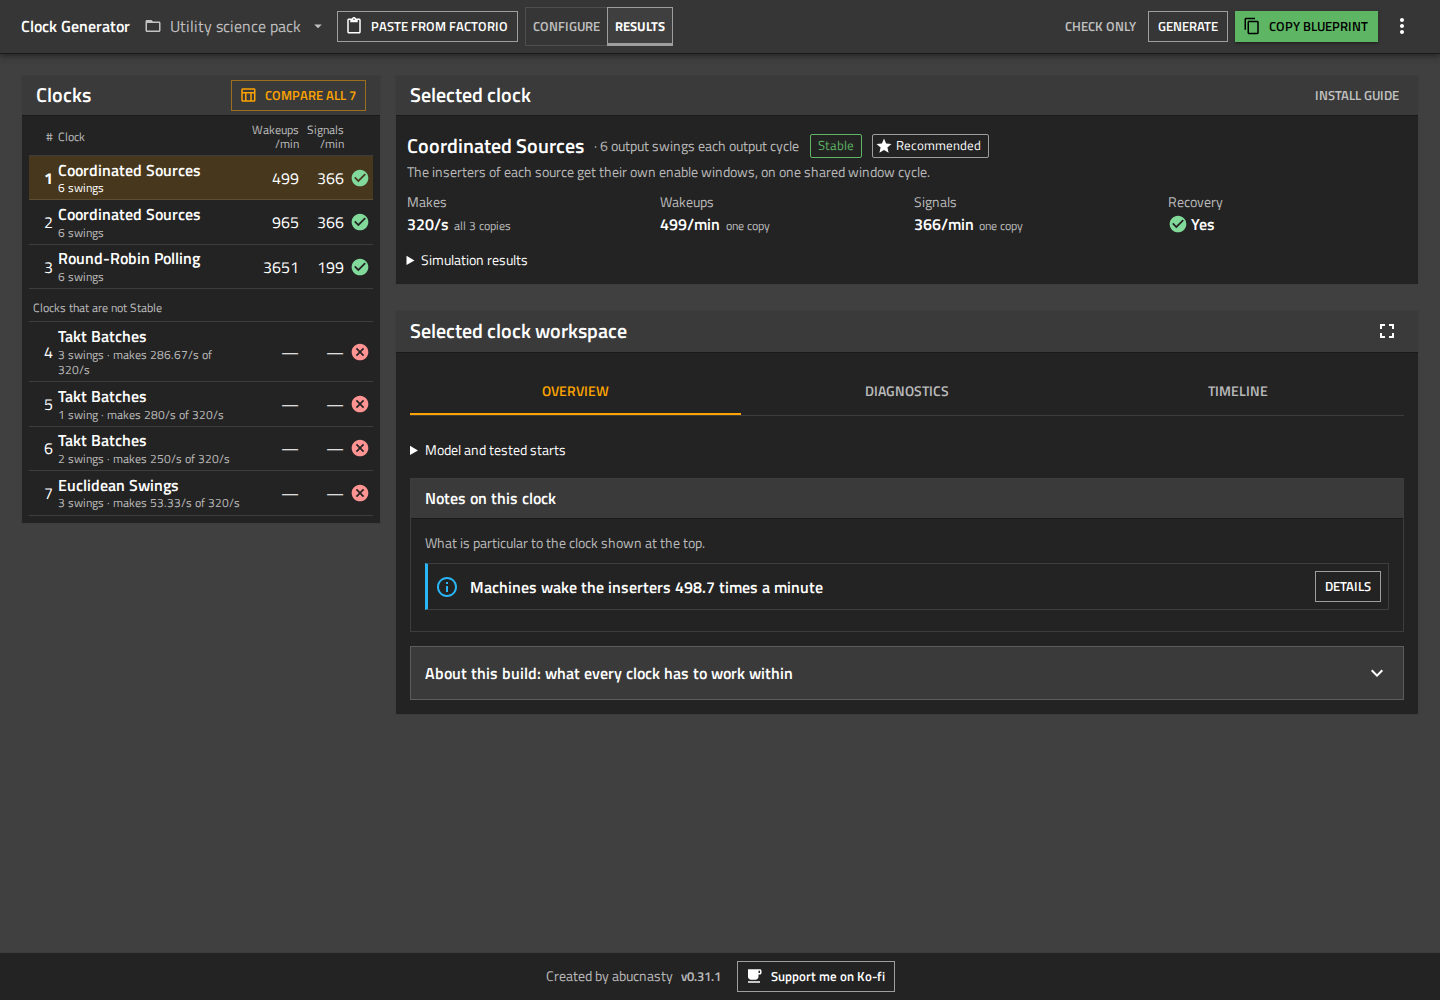 Clock Generator Utility science pack PASTE FROM FACTORIO CONFIGURE RESULTS CHECK ONLY GENERATE COPY BLUEPRINT
Clocks COMPARE ALL 7
# Clock Wakeups /min Signals /min
1 Coordinated Sources 499 366
6 swings
2 Coordinated Sources 965 366
6 swings
3 Round-Robin Polling 3651 199
6 swings
Clocks that are not Stable
4 Takt Batches — —
3 swings · makes 286.67/s of
320/s
5 Takt Batches — —
1 swing · makes 280/s of 320/s
6 Takt Batches — —
2 swings · makes 250/s of 320/s
7 Euclidean Swings — —
3 swings · makes 53.33/s of 320/s
Selected clock INSTALL GUIDE
Coordinated Sources · 6 output swings each output cycle Stable Recommended
The inserters of each source get their own enable windows, on one shared window cycle.
Makes Wakeups Signals Recovery
320/s all 3 copies 499/min one copy 366/min one copy Yes
Simulation results
Selected clock workspace
OVERVIEW DIAGNOSTICS TIMELINE
Model and tested starts
Notes on this clock
What is particular to the clock shown at the top.
Machines wake the inserters 498.7 times a minute DETAILS
About this build: what every clock has to work within
Created by abucnasty v0.31.1 Support me on Ko-fi